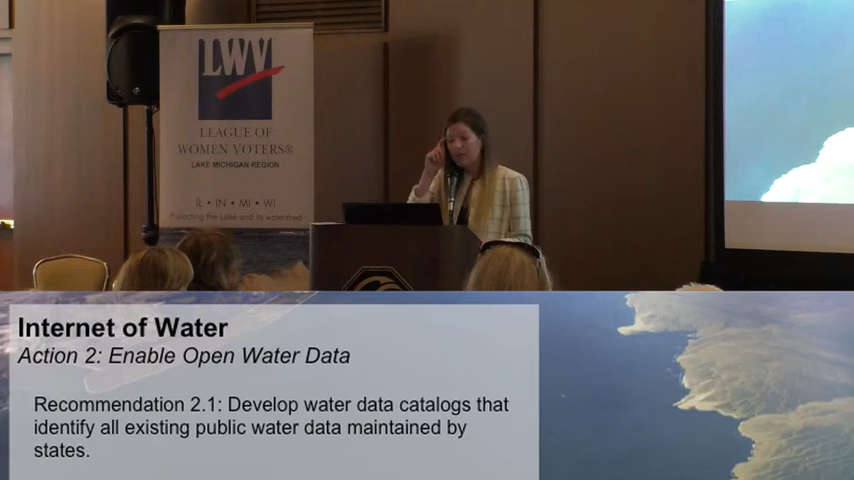 LWV
LEAGUE OF
WOMEN VOTERS®
LAKE MICHIGAN REGION
IL • IN • MI • WI
Protecting the Lake and its watershed
Internet of Water
Action 2: Enable Open Water Data
Recommendation 2.1: Develop water data catalogs that
identify all existing public water data maintained by
states.